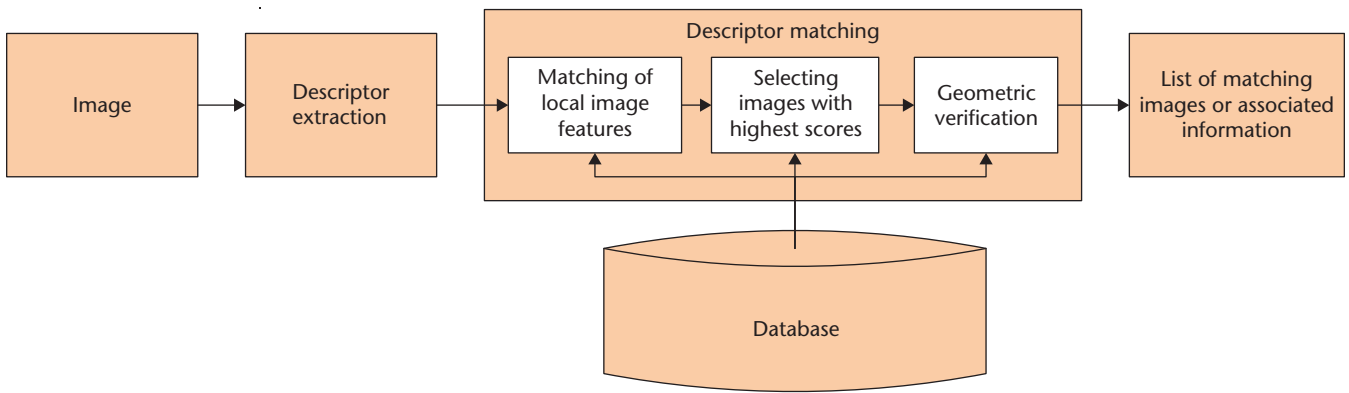 Descriptor matching
Image
Descriptor
extraction
Matching of
local image
features
Selecting
images with
highest scores
Geometric
verification
List of matching
images or associated
information
Database